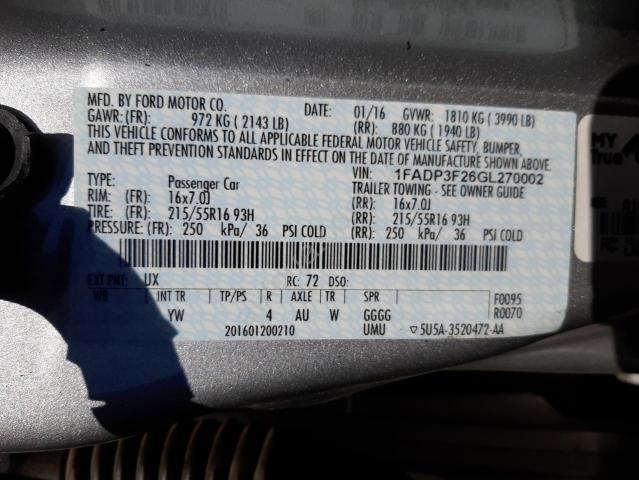 MFD. BY FORD MOTOR CO. DATE: 01/16 GVWR: 1810 KG ( 3990 LB)
GAWR: (FR): 972 KG ( 2143 LB) (RR): 880 KG ( 1940 LB)
THIS VEHICLE CONFORMS TO ALL APPLICABLE FEDERAL MOTOR VEHICLE SAFETY, BUMPER,
AND THEFT PREVENTION STANDARDS IN EFFECT ON THE DATE OF MANUFACTURE SHOWN ABOVE.
VIN: 1FADP3F26GL270002
TYPE: Passenger Car TRAILER TOWING - SEE OWNER GUIDE
RIM: (FR): 16x7.0J (RR): 16x7.0J
TIRE: (FR): 215/55R16 93H (RR): 215/55R16 93H
PRESSURE: (FR): 250 kPa/ 36 PSI COLD (RR): 250 kPa/ 36 PSI COLD
EXT PNT: UX RC: 72 DSO:
WB INT TR TP/PS R AXLE TR SPR F0095
YW 4 AU W GGGG R0070
201601200210 UMU ▽5U5A-3520472-AA
MY
True